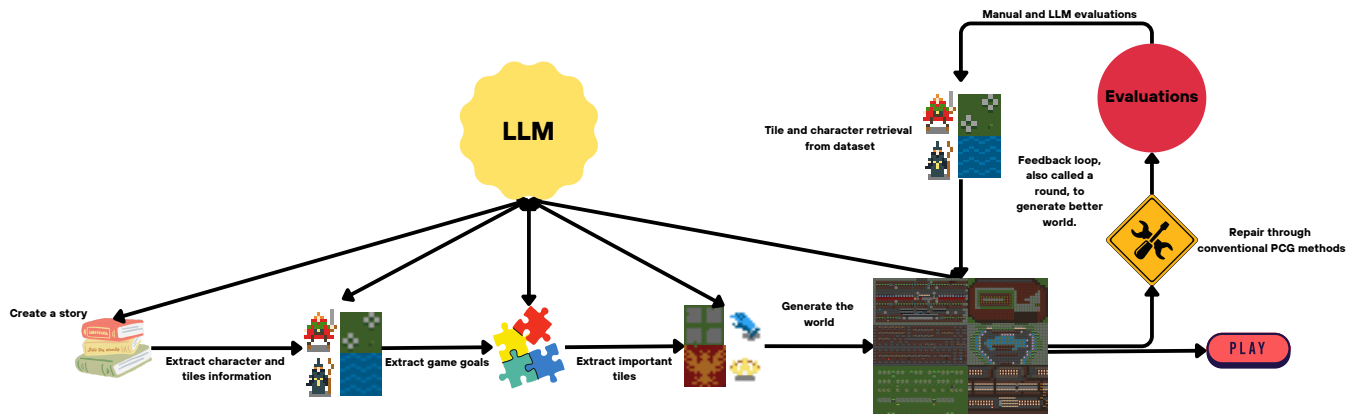 Manual and LLM evaluations
Evaluations
LLM
Tile and character retrieval
from dataset
Feedback loop,
also called a
round, to
generate better
world.
Repair through
conventional PCG methods
Create a story
Generate the
world
Extract character and
tiles information
Extract game goals
Extract important
tiles
PLAY